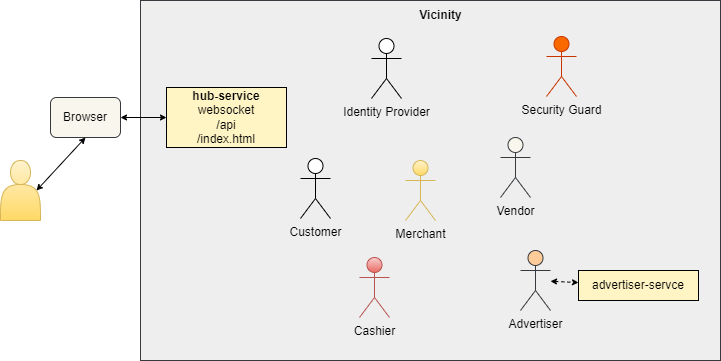 Vicinity
hub-service
websocket
/api
/index.html
Browser
Identity Provider
Security Guard
Customer
Merchant
Vendor
Cashier
Advertiser
advertiser-servce